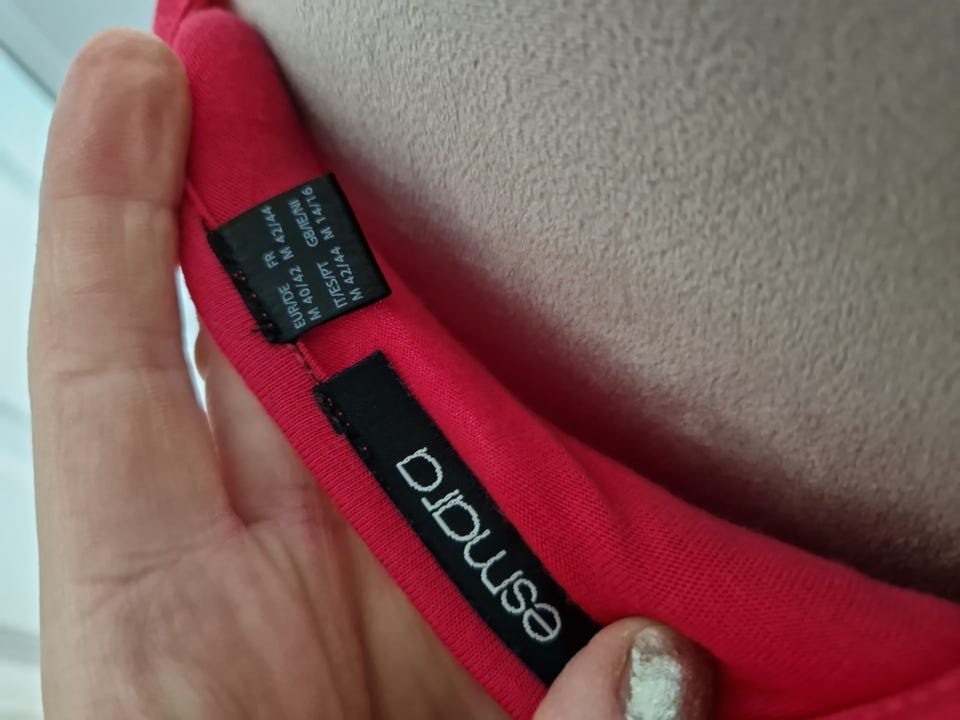 EUR/DE FR
M 40/42 M 42/44
IT/ES/PT GB/IE/NI
M 42/44 M 14/16
esmara